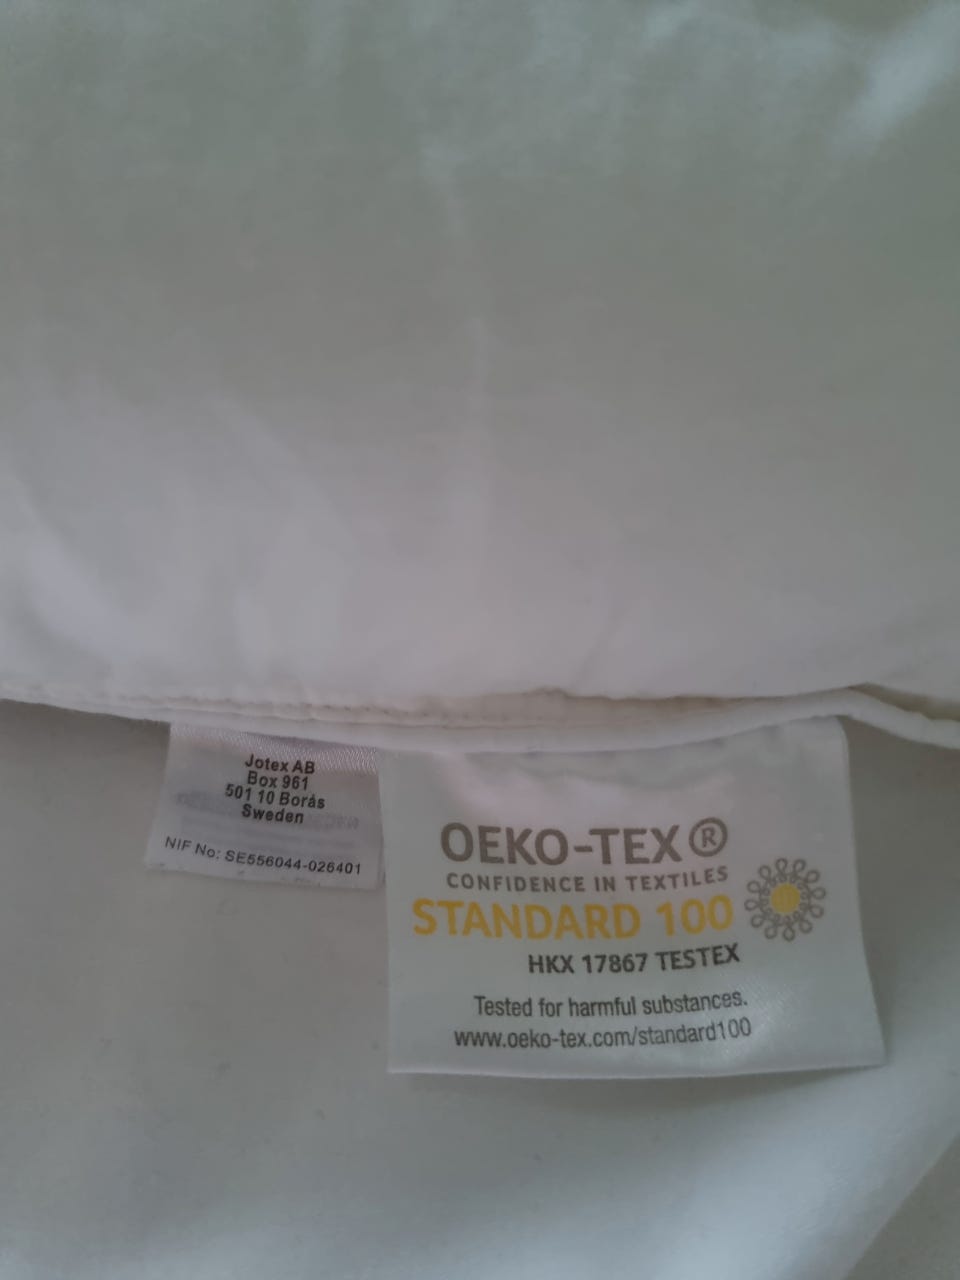 Jotex AB
Box 961
501 10 Borås
Sweden
NIF No: SE556044-026401
OEKO-TEX®
CONFIDENCE IN TEXTILES
STANDARD 100
HKX 17867 TESTEX
Tested for harmful substances.
www.oeko-tex.com/standard100